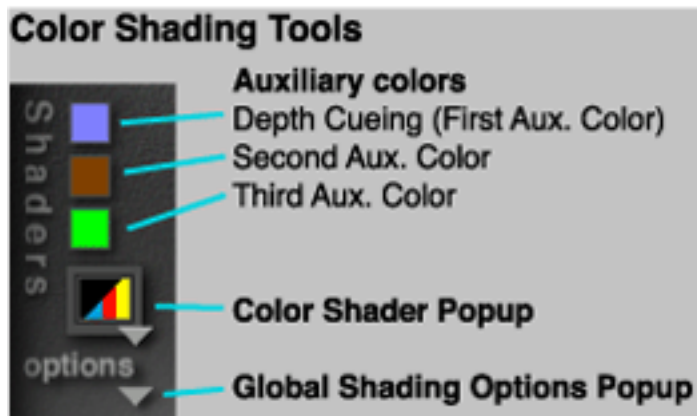 Color Shading Tools
Auxiliary colors
Depth Cueing (First Aux. Color)
Second Aux. Color
Third Aux. Color
Shaders
Color Shader Popup
options
Global Shading Options Popup